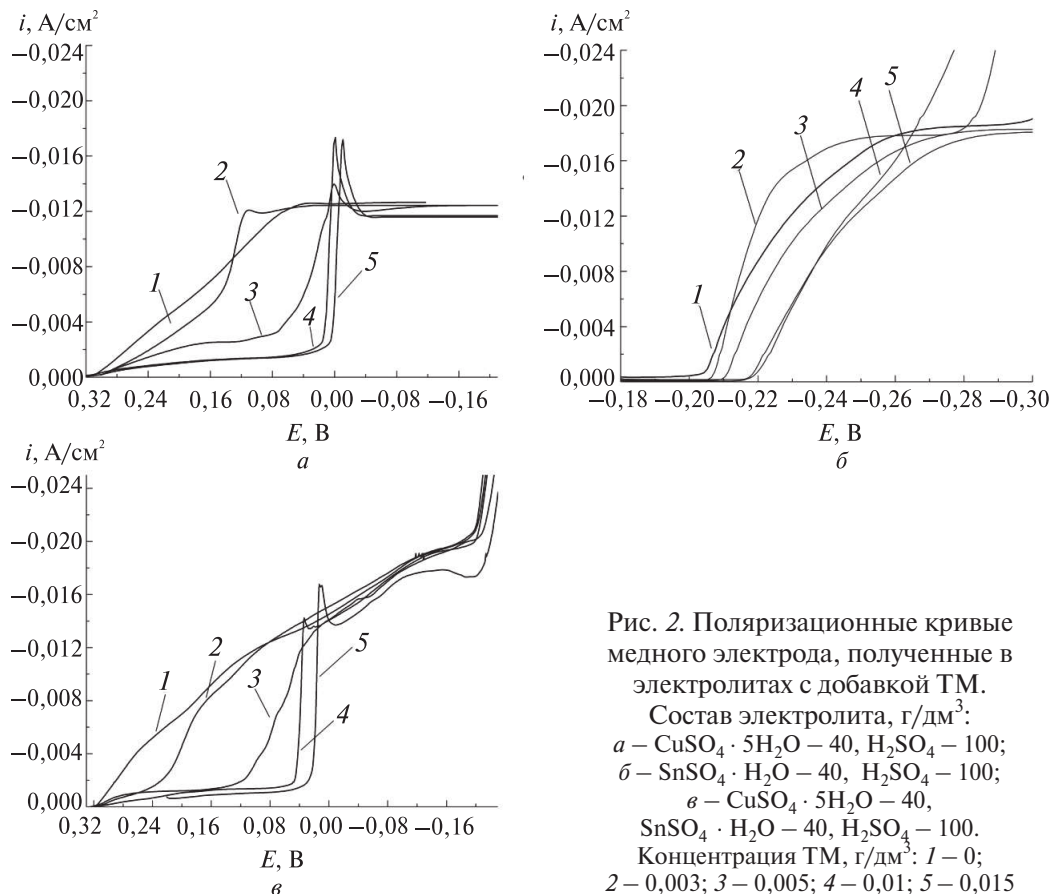 i, А/см²
−0,024
−0,020
−0,016
−0,012
−0,008
−0,004
0,000
0,32 0,24 0,16 0,08 0,00 −0,08 −0,16
E, В
а
1
2
3
4
5
i, А/см²
−0,024
−0,020
−0,016
−0,012
−0,008
−0,004
0,000
−0,18 −0,20 −0,22 −0,24 −0,26 −0,28 −0,30
E, В
б
1
2
3
4
5
i, А/см²
−0,024
−0,020
−0,016
−0,012
−0,008
−0,004
0,000
0,32 0,24 0,16 0,08 0,00 −0,08 −0,16
E, В
в
1
2
3
4
5
Рис. 2. Поляризационные кривые
медного электрода, полученные в
электролитах с добавкой ТМ.
Состав электролита, г/дм³:
а − CuSO₄ · 5H₂O − 40, H₂SO₄ − 100;
б − SnSO₄ · H₂O − 40, H₂SO₄ − 100;
в − CuSO₄ · 5H₂O − 40,
SnSO₄ · H₂O − 40, H₂SO₄ − 100.
Концентрация ТМ, г/дм³: 1 − 0;
2 − 0,003; 3 − 0,005; 4 − 0,01; 5 − 0,015